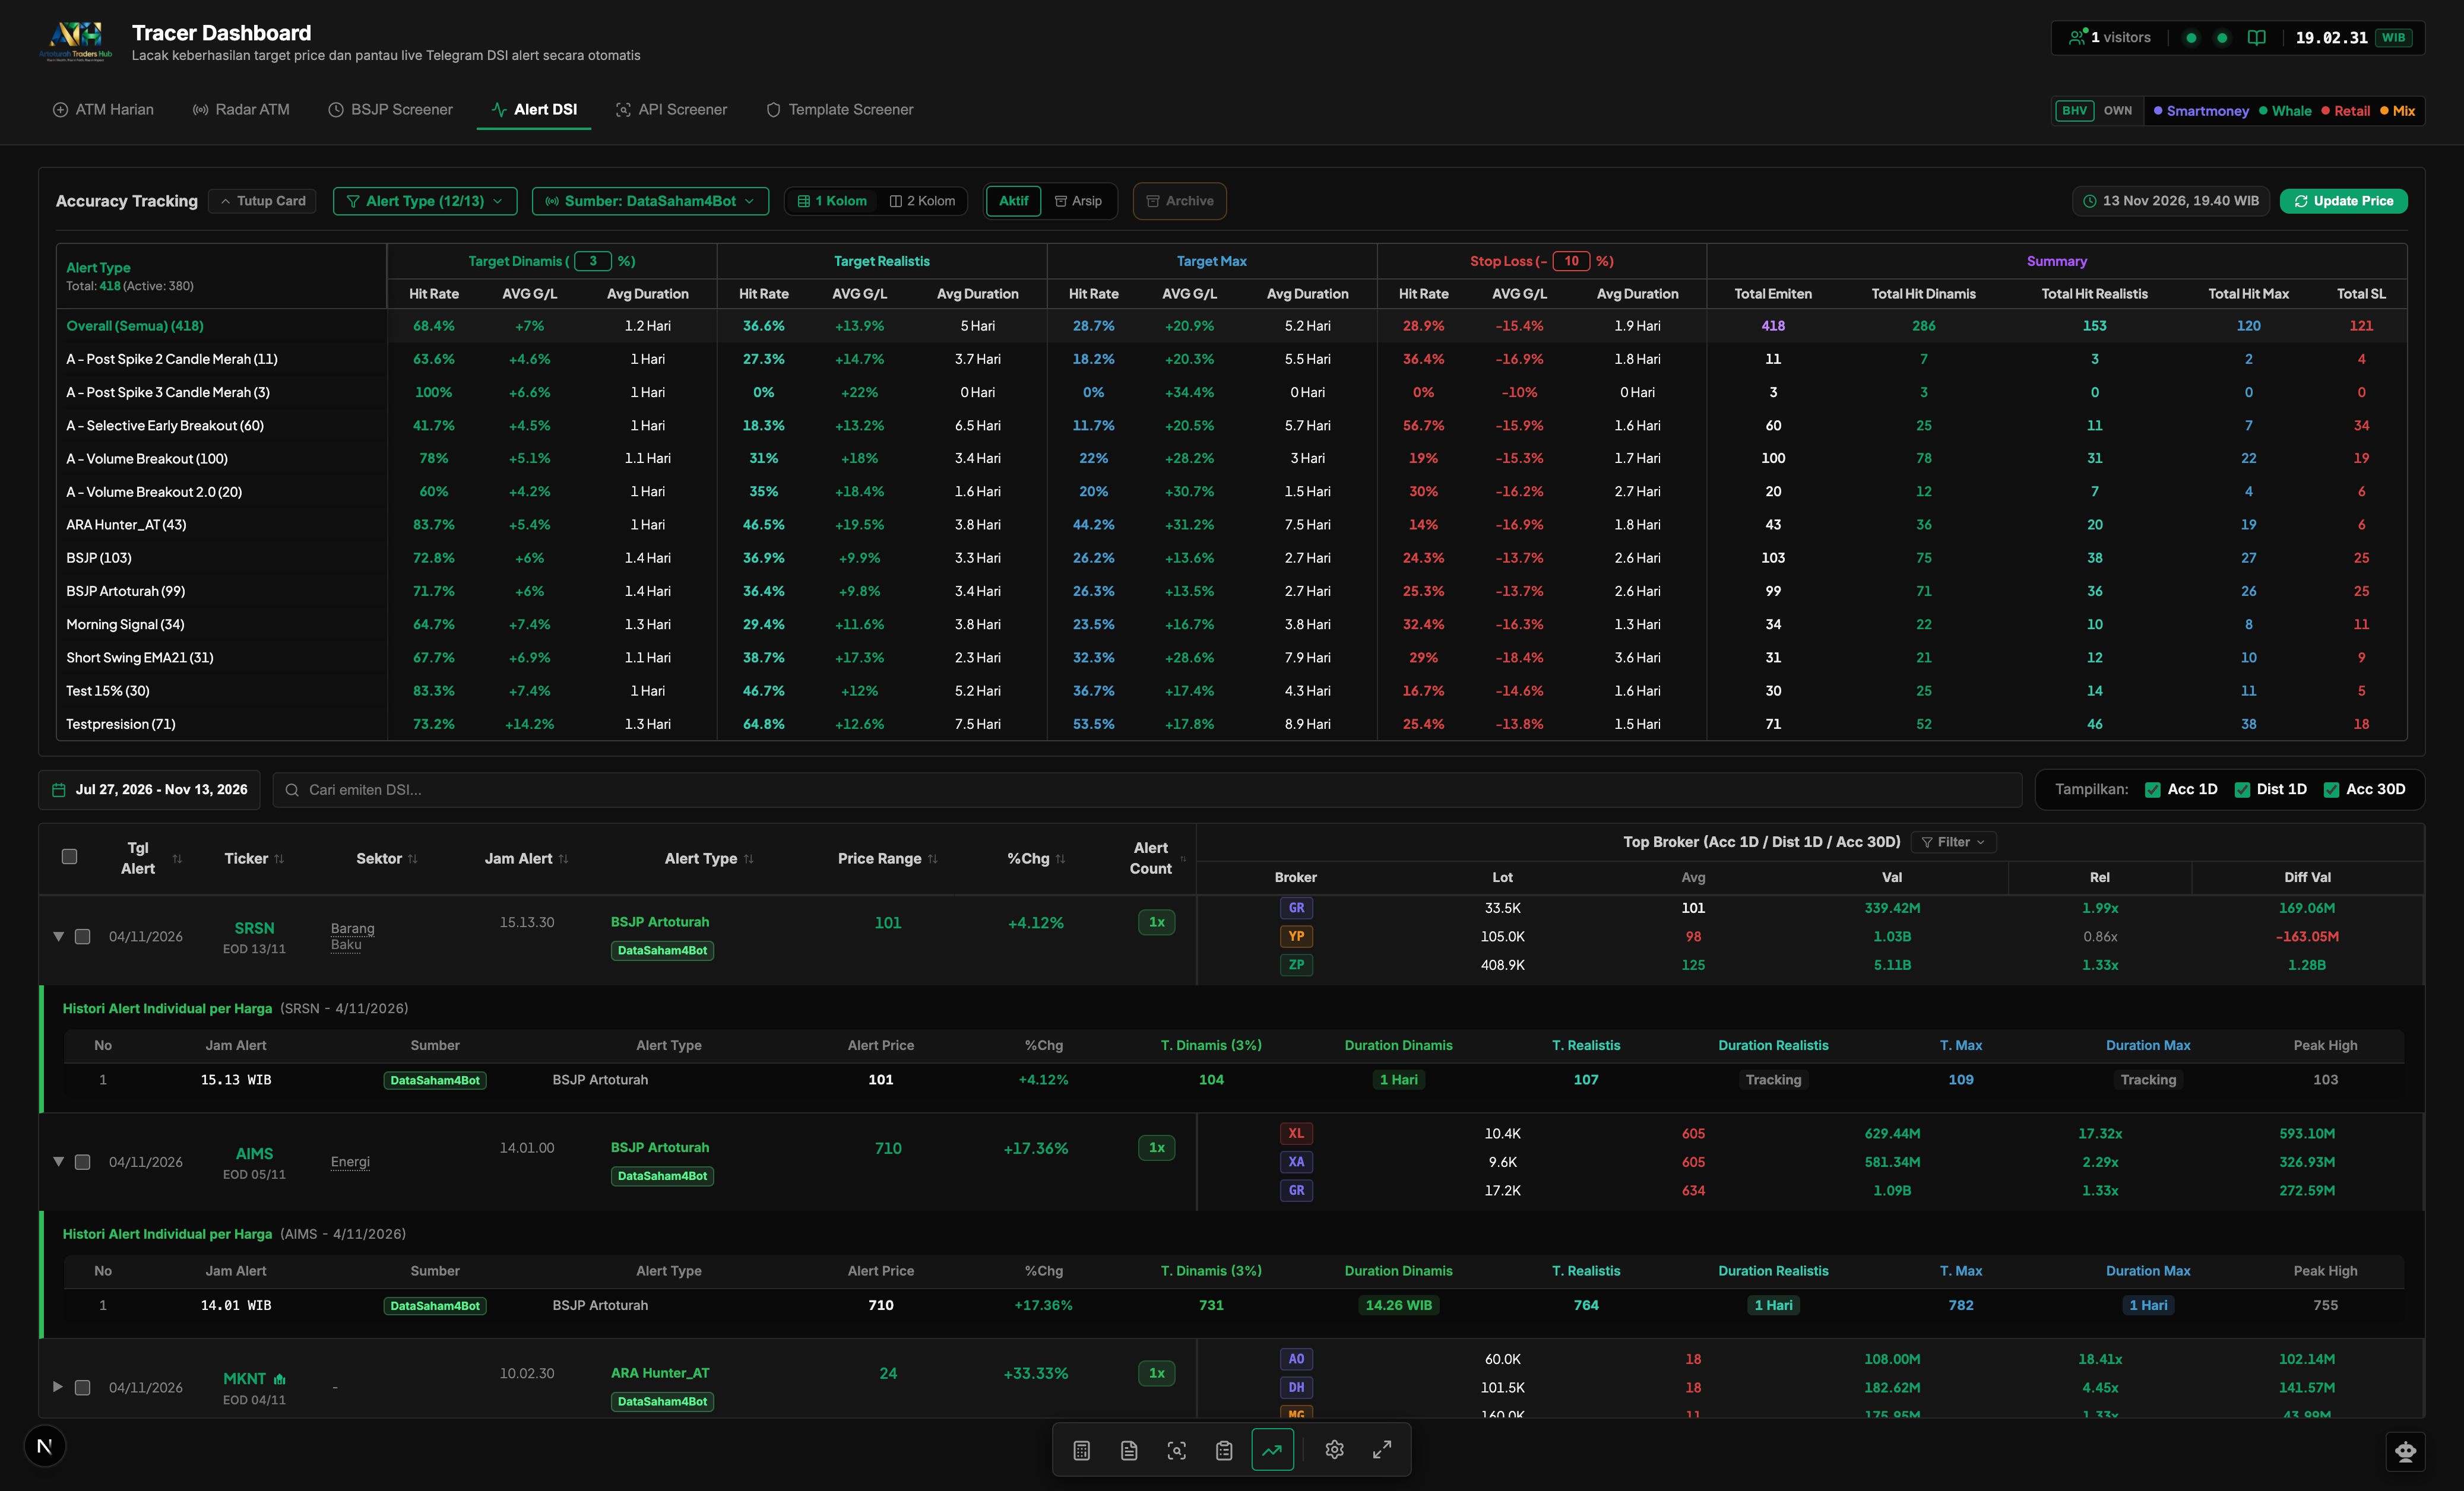 ATH
Artoturah Traders Hub
Tracer Dashboard
Lacak keberhasilan target price dan pantau live Telegram DSI alert secara otomatis
1 visitors 19.02.31 WIB
ATM Harian Radar ATM BSJP Screener Alert DSI API Screener Template Screener
BHV OWN Smartmoney Whale Retail Mix
Accuracy Tracking Tutup Card Alert Type (12/13) Sumber: DataSaham4Bot 1 Kolom 2 Kolom Aktif Arsip Archive 13 Nov 2026, 19.40 WIB Update Price
Alert Type Target Dinamis ( 3 %) Target Realistis Target Max Stop Loss (- 10 %) Summary
Total: 418 (Active: 380) Hit Rate AVG G/L Avg Duration Hit Rate AVG G/L Avg Duration Hit Rate AVG G/L Avg Duration Hit Rate AVG G/L Avg Duration Total Emiten Total Hit Dinamis Total Hit Realistis Total Hit Max Total SL
Overall (Semua) (418) 68.4% +7% 1.2 Hari 36.6% +13.9% 5 Hari 28.7% +20.9% 5.2 Hari 28.9% -15.4% 1.9 Hari 418 286 153 120 121
A - Post Spike 2 Candle Merah (11) 63.6% +4.6% 1 Hari 27.3% +14.7% 3.7 Hari 18.2% +20.3% 5.5 Hari 36.4% -16.9% 1.8 Hari 11 7 3 2 4
A - Post Spike 3 Candle Merah (3) 100% +6.6% 1 Hari 0% +22% 0 Hari 0% +34.4% 0 Hari 0% -10% 0 Hari 3 3 0 0 0
A - Selective Early Breakout (60) 41.7% +4.5% 1 Hari 18.3% +13.2% 6.5 Hari 11.7% +20.5% 5.7 Hari 56.7% -15.9% 1.6 Hari 60 25 11 7 34
A - Volume Breakout (100) 78% +5.1% 1.1 Hari 31% +18% 3.4 Hari 22% +28.2% 3 Hari 19% -15.3% 1.7 Hari 100 78 31 22 19
A - Volume Breakout 2.0 (20) 60% +4.2% 1 Hari 35% +18.4% 1.6 Hari 20% +30.7% 1.5 Hari 30% -16.2% 2.7 Hari 20 12 7 4 6
ARA Hunter_AT (43) 83.7% +5.4% 1 Hari 46.5% +19.5% 3.8 Hari 44.2% +31.2% 7.5 Hari 14% -16.9% 1.8 Hari 43 36 20 19 6
BSJP (103) 72.8% +6% 1.4 Hari 36.9% +9.9% 3.3 Hari 26.2% +13.6% 2.7 Hari 24.3% -13.7% 2.6 Hari 103 75 38 27 25
BSJP Artoturah (99) 71.7% +6% 1.4 Hari 36.4% +9.8% 3.4 Hari 26.3% +13.5% 2.7 Hari 25.3% -13.7% 2.6 Hari 99 71 36 26 25
Morning Signal (34) 64.7% +7.4% 1.3 Hari 29.4% +11.6% 3.8 Hari 23.5% +16.7% 3.8 Hari 32.4% -16.3% 1.3 Hari 34 22 10 8 11
Short Swing EMA21 (31) 67.7% +6.9% 1.1 Hari 38.7% +17.3% 2.3 Hari 32.3% +28.6% 7.9 Hari 29% -18.4% 3.6 Hari 31 21 12 10 9
Test 15% (30) 83.3% +7.4% 1 Hari 46.7% +12% 5.2 Hari 36.7% +17.4% 4.3 Hari 16.7% -14.6% 1.6 Hari 30 25 14 11 5
Testpresision (71) 73.2% +14.2% 1.3 Hari 64.8% +12.6% 7.5 Hari 53.5% +17.8% 8.9 Hari 25.4% -13.8% 1.5 Hari 71 52 46 38 18
Jul 27, 2026 - Nov 13, 2026 Cari emiten DSI... Tampilkan: Acc 1D Dist 1D Acc 30D
Tgl Alert Ticker Sektor Jam Alert Alert Type Price Range %Chg Alert Count Top Broker (Acc 1D / Dist 1D / Acc 30D) Filter
Broker Lot Avg Val Rel Diff Val
04/11/2026 SRSN EOD 13/11 Barang Baku 15.13.30 BSJP Artoturah DataSaham4Bot 101 +4.12% 1x
GR 33.5K 101 339.42M 1.99x 169.06M
YP 105.0K 98 1.03B 0.86x -163.05M
ZP 408.9K 125 5.11B 1.33x 1.28B
Histori Alert Individual per Harga (SRSN - 4/11/2026)
No Jam Alert Sumber Alert Type Alert Price %Chg T. Dinamis (3%) Duration Dinamis T. Realistis Duration Realistis T. Max Duration Max Peak High
1 15.13 WIB DataSaham4Bot BSJP Artoturah 101 +4.12% 104 1 Hari 107 Tracking 109 Tracking 103
04/11/2026 AIMS EOD 05/11 Energi 14.01.00 BSJP Artoturah DataSaham4Bot 710 +17.36% 1x
XL 10.4K 605 629.44M 17.32x 593.10M
XA 9.6K 605 581.34M 2.29x 326.93M
GR 17.2K 634 1.09B 1.33x 272.59M
Histori Alert Individual per Harga (AIMS - 4/11/2026)
No Jam Alert Sumber Alert Type Alert Price %Chg T. Dinamis (3%) Duration Dinamis T. Realistis Duration Realistis T. Max Duration Max Peak High
1 14.01 WIB DataSaham4Bot BSJP Artoturah 710 +17.36% 731 14.26 WIB 764 1 Hari 782 1 Hari 755
04/11/2026 MKNT EOD 04/11 - 10.02.30 ARA Hunter_AT DataSaham4Bot 24 +33.33% 1x
AO 60.0K 18 108.00M 18.41x 102.14M
DH 101.5K 18 182.62M 4.45x 141.57M
MG 160.0K 11 175.95M 1.33x 43.99M
N